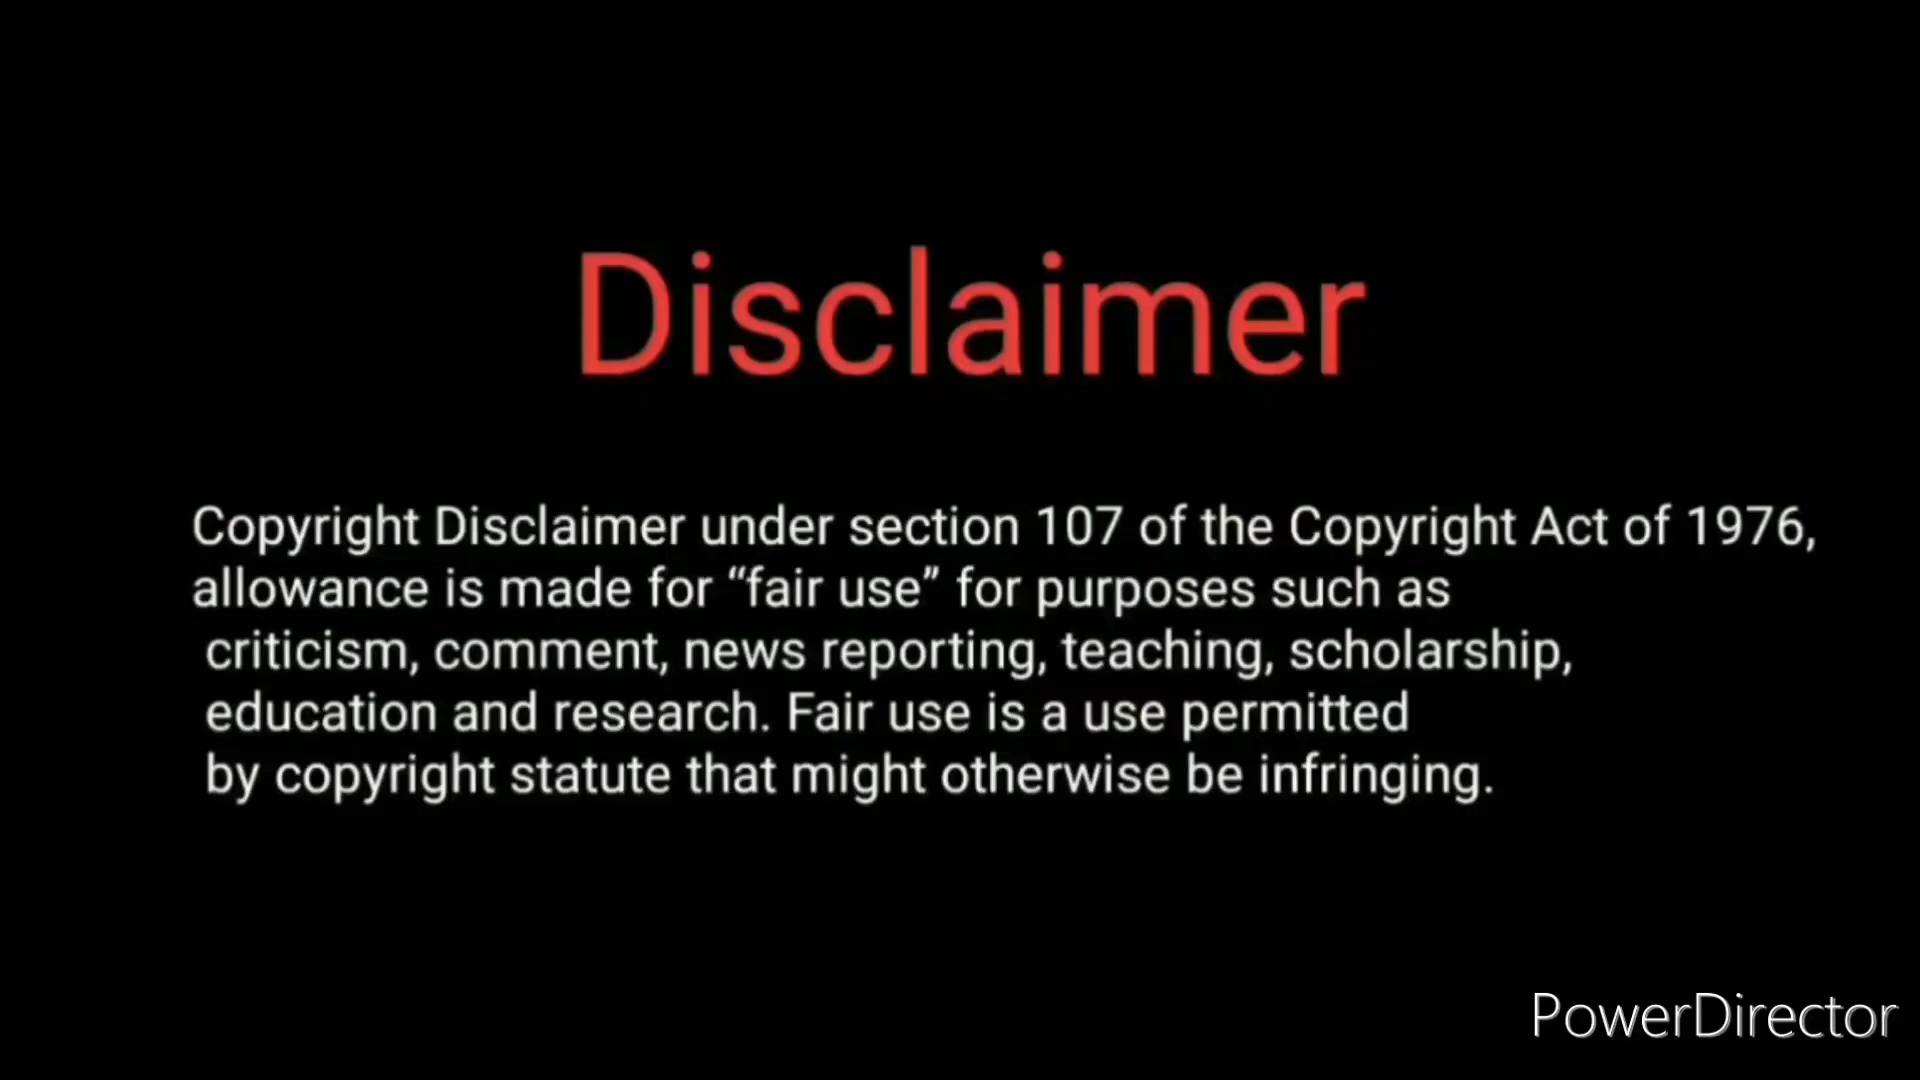 Disclaimer
Copyright Disclaimer under section 107 of the Copyright Act of 1976,
allowance is made for “fair use” for purposes such as
criticism, comment, news reporting, teaching, scholarship,
education and research. Fair use is a use permitted
by copyright statute that might otherwise be infringing.
PowerDirector